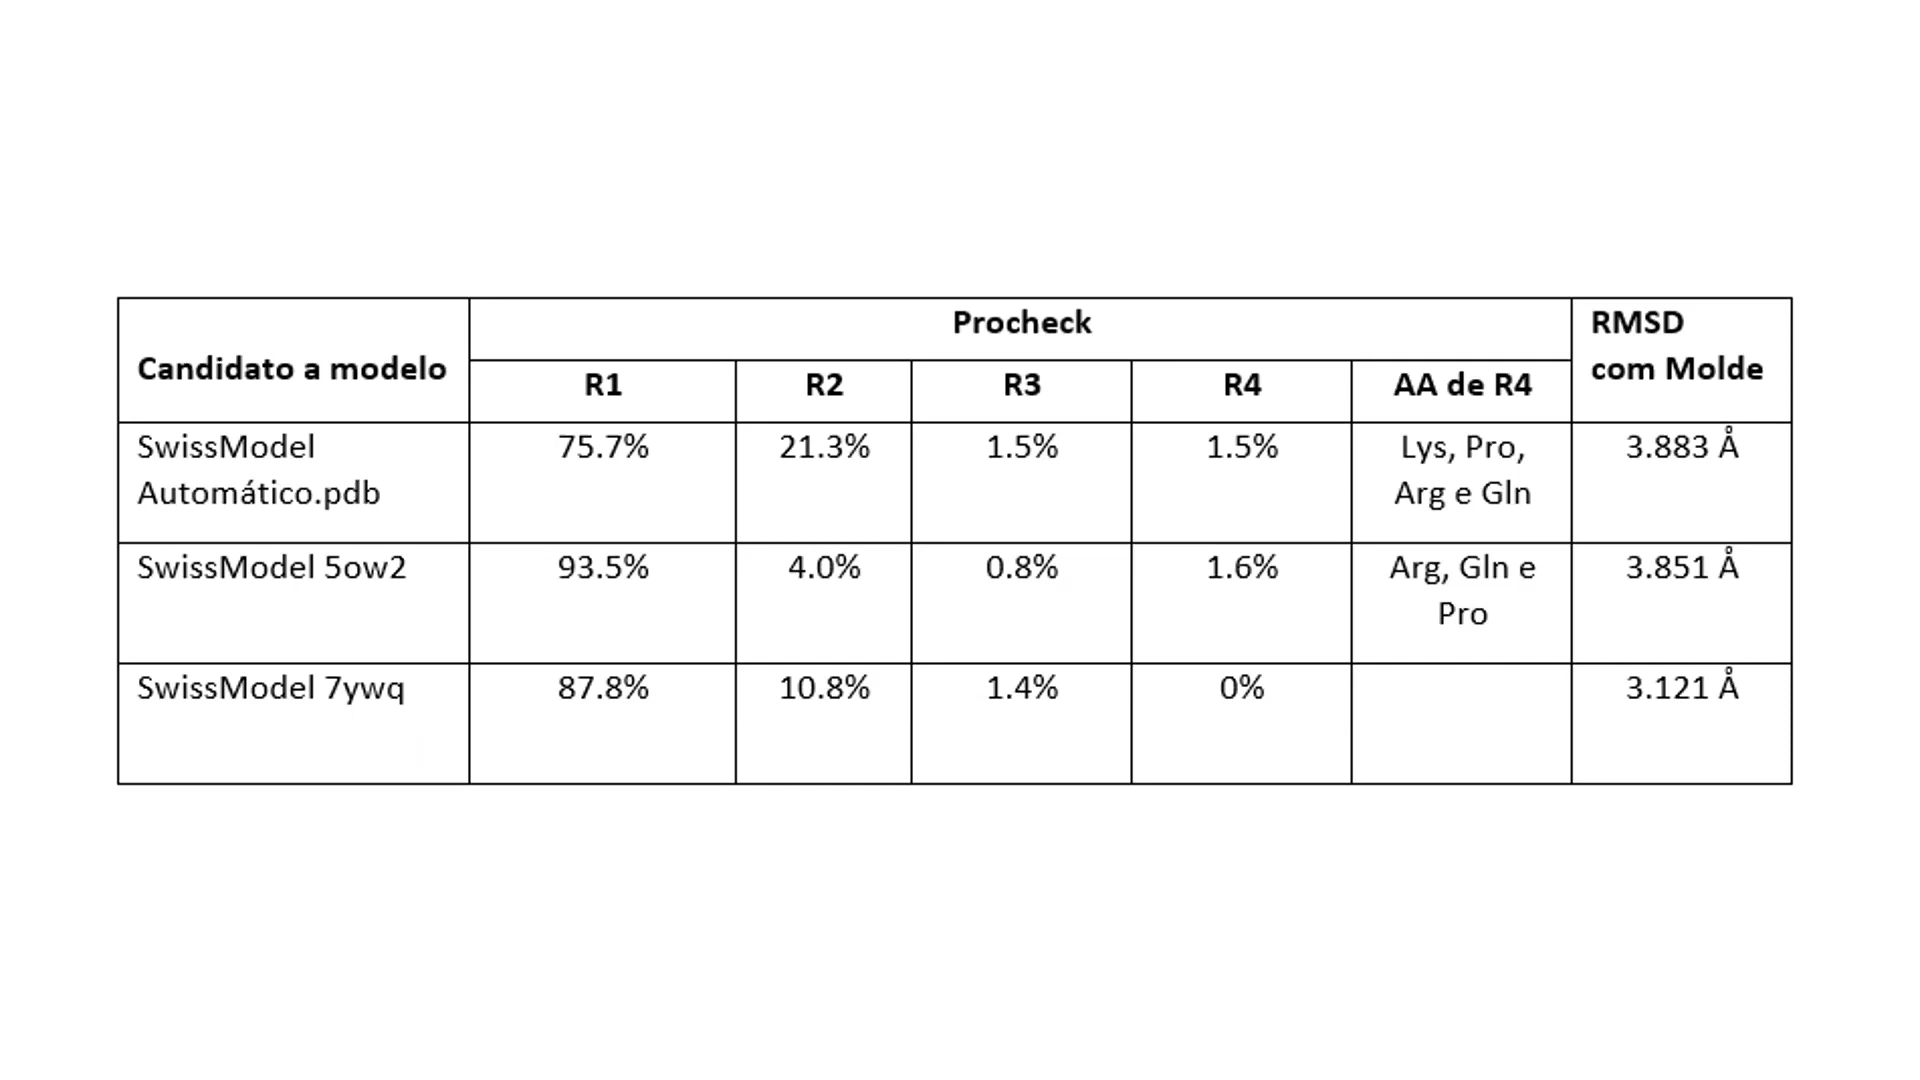 Candidato a modelo
Procheck
RMSD
com Molde
R1
R2
R3
R4
AA de R4
SwissModel
Automático.pdb
75.7%
21.3%
1.5%
1.5%
Lys, Pro,
Arg e Gln
3.883 Å
SwissModel 5ow2
93.5%
4.0%
0.8%
1.6%
Arg, Gln e
Pro
3.851 Å
SwissModel 7ywq
87.8%
10.8%
1.4%
0%
3.121 Å